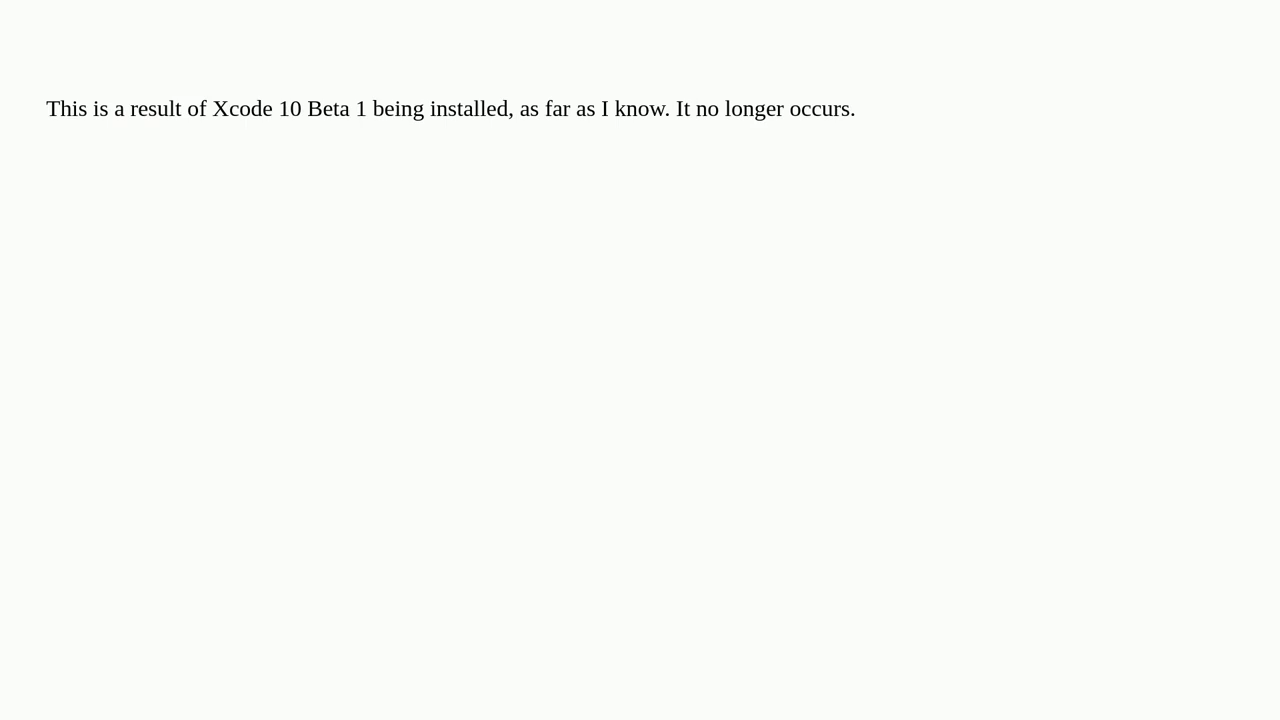 This is a result of Xcode 10 Beta 1 being installed, as far as I know. It no longer occurs.